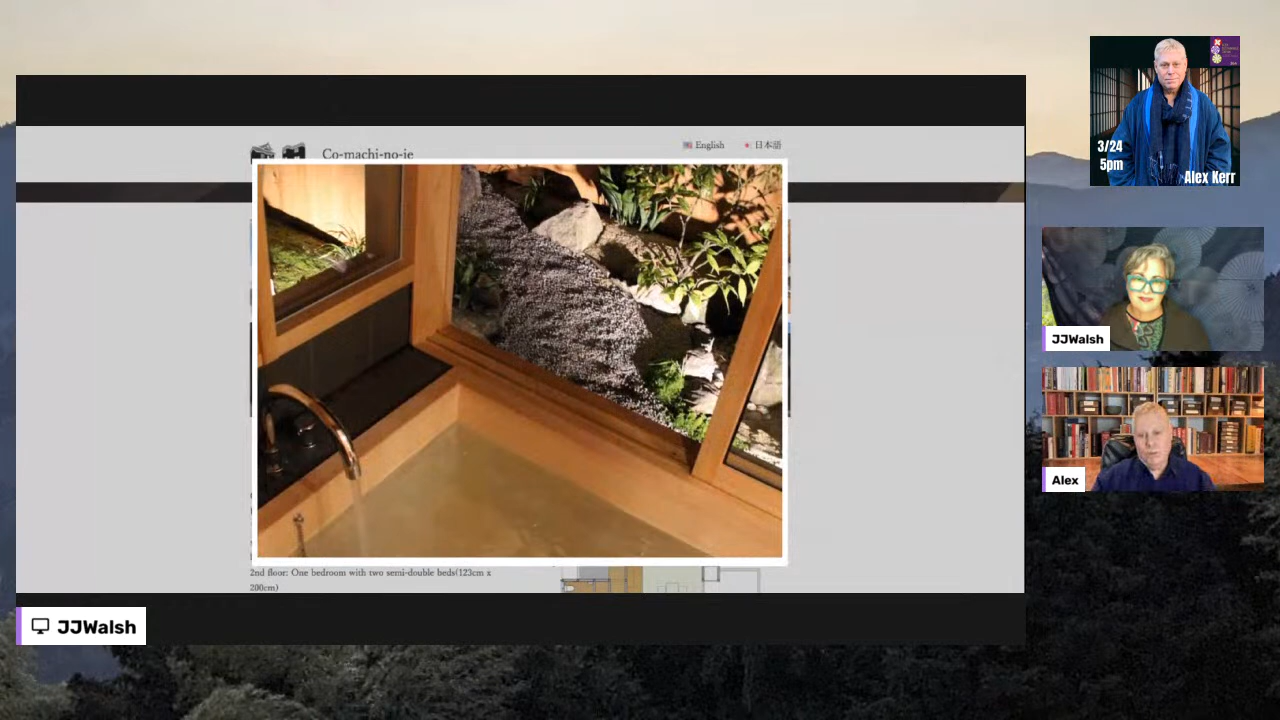 Co-machi-no-ie
English
日本語
2nd floor: One bedroom with two semi-double beds(123cm x
200cm)
JJWalsh
3/24
5pm
Alex Kerr
JJWalsh
Alex